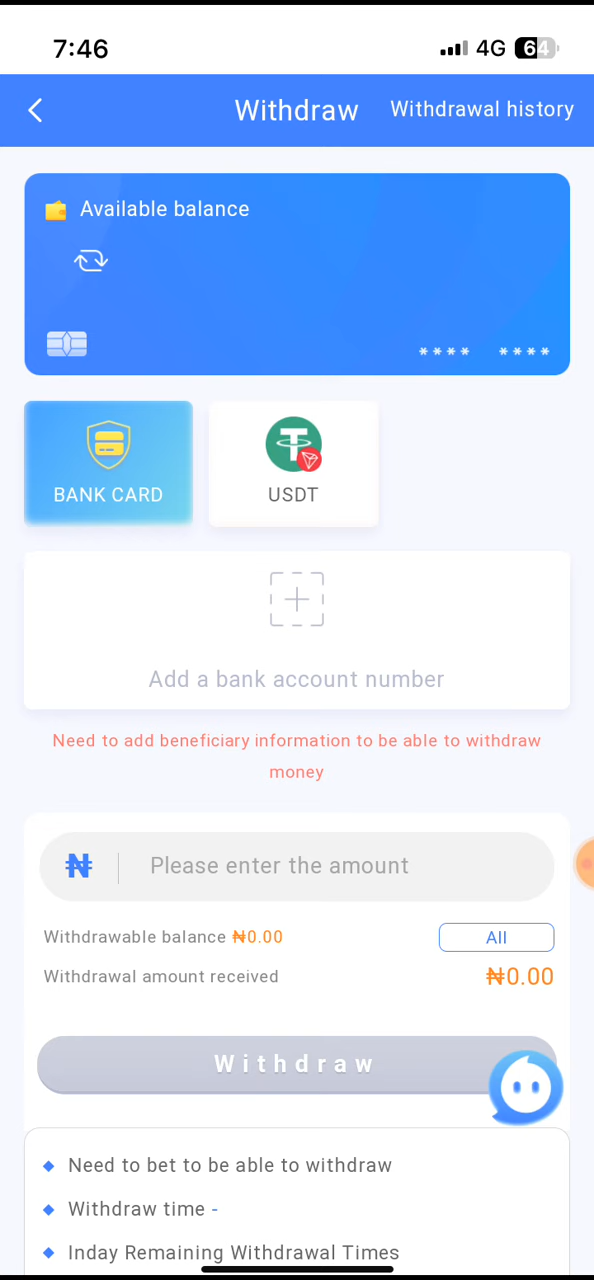 7:46
4G 64
Withdraw
Withdrawal history
Available balance
**** ****
BANK CARD
USDT
Add a bank account number
Need to add beneficiary information to be able to withdraw
money
₦ Please enter the amount
Withdrawable balance ₦0.00
All
Withdrawal amount received
₦0.00
Withdraw
Need to bet to be able to withdraw
Withdraw time -
Inday Remaining Withdrawal Times